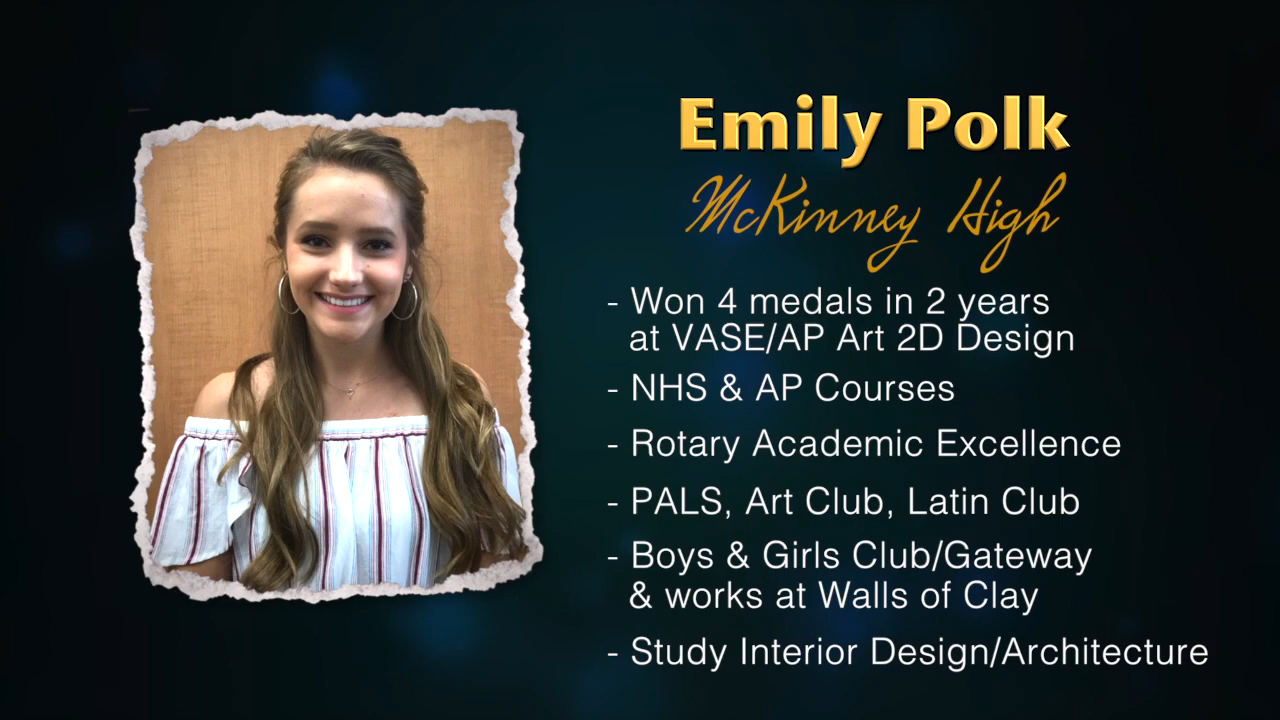 Emily Polk
McKinney High
- Won 4 medals in 2 years
at VASE/AP Art 2D Design
- NHS & AP Courses
- Rotary Academic Excellence
- PALS, Art Club, Latin Club
- Boys & Girls Club/Gateway
& works at Walls of Clay
- Study Interior Design/Architecture